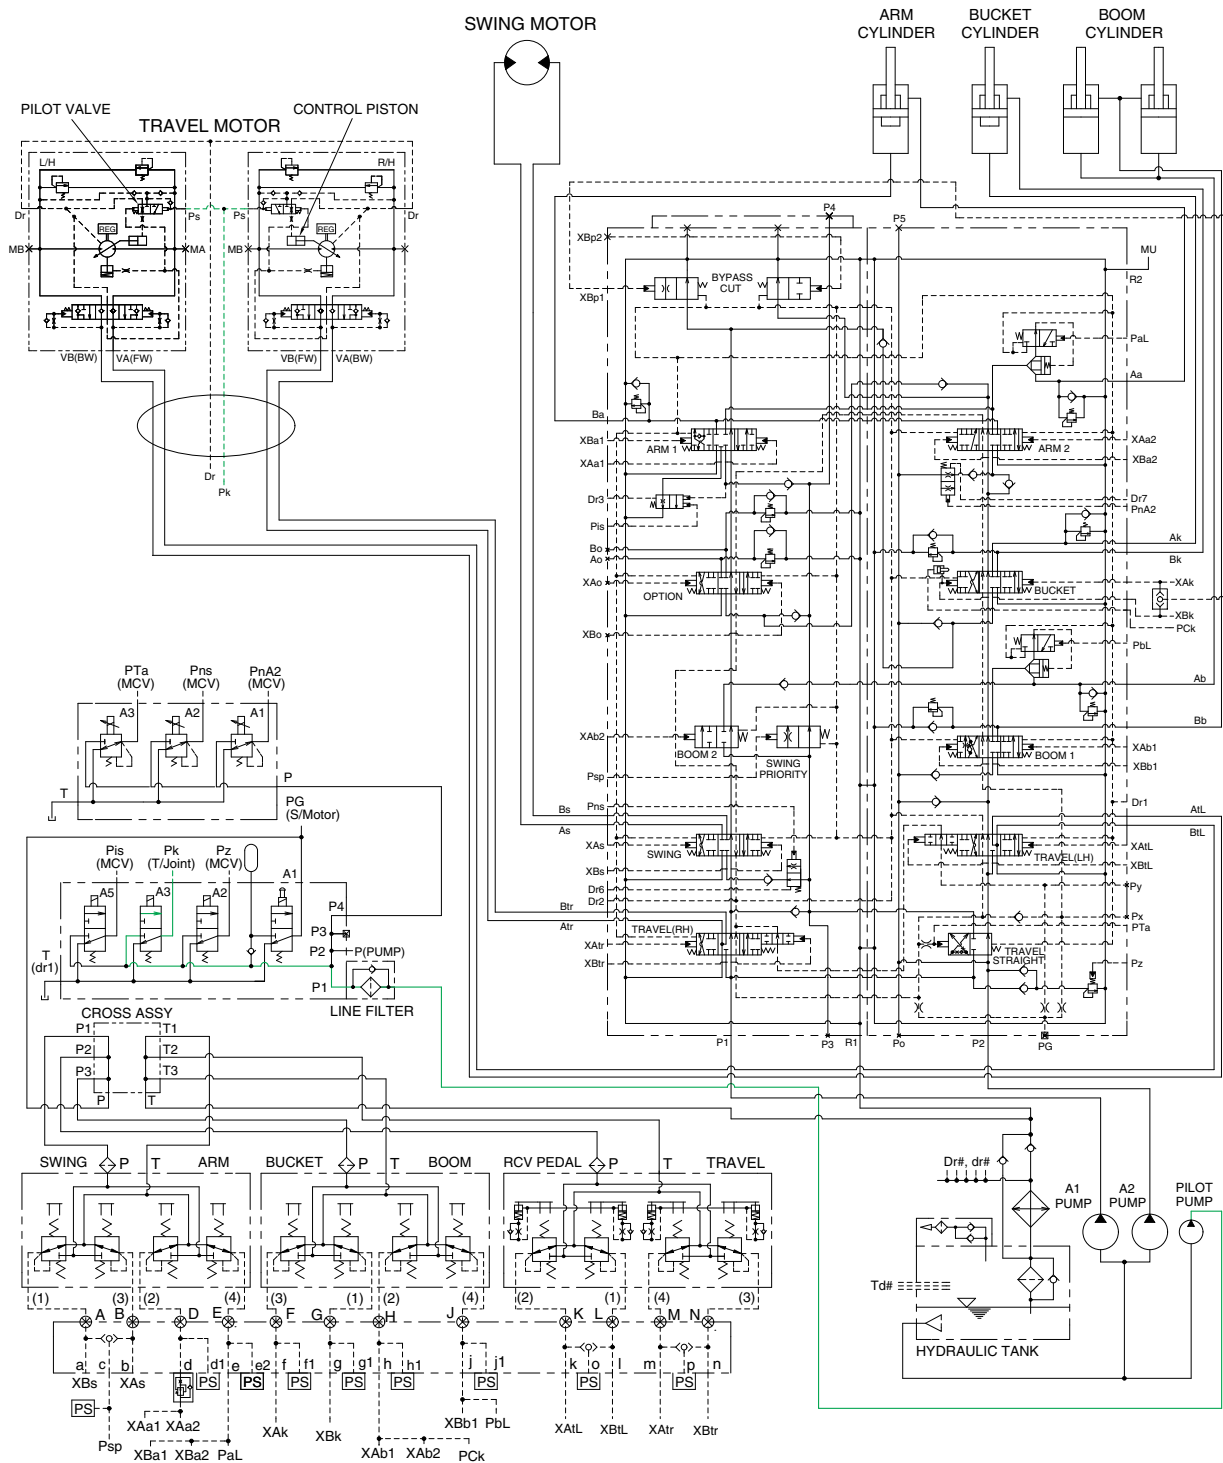 SWING MOTOR
ARM
CYLINDER
BUCKET
CYLINDER
BOOM
CYLINDER
PILOT VALVE
CONTROL PISTON
TRAVEL MOTOR
L/H
R/H
Dr
Ps
Ps
Dr
REG
REG
MB
MA
MB
VB(BW)
VA(FW)
VB(FW)
VA(BW)
Dr
Pk
P4
P5
XBp2
BYPASS
CUT
XBp1
MU
R2
PaL
Aa
Ba
XBa1
ARM 1
XAa1
ARM 2
XAa2
XBa2
Dr3
Pis
Dr7
PnA2
Bo
Ao
Ak
Bk
XAo
OPTION
XBo
BUCKET
XAk
XBk
PCk
PbL
Ab
Bb
XAb2
BOOM 2
SWING
PRIORITY
Psp
BOOM 1
XAb1
XBb1
Pns
Bs
As
Dr1
AtL
BtL
XAs
SWING
XBs
TRAVEL(LH)
XAtL
XBtL
Dr6
Dr2
Py
Btr
Atr
Px
PTa
TRAVEL(RH)
XAtr
XBtr
TRAVEL
STRAIGHT
Pz
P1
P3
R1
Po
P2
PG
PTa
(MCV)
Pns
(MCV)
PnA2
(MCV)
A3
A2
A1
P
T
PG
(S/Motor)
Pis
(MCV)
Pk
(T/Joint)
Pz
(MCV)
A5
A3
A2
A1
P4
P3
P2
P(PUMP)
T
(dr1)
P1
LINE FILTER
CROSS ASSY
P1
T1
P2
T2
P3
T3
P
T
SWING
P
T
ARM
BUCKET
P
T
BOOM
RCV PEDAL
P
T
TRAVEL
(1)
(3)
(2)
(4)
(3)
(1)
(2)
(4)
(2)
(1)
(4)
(3)
A
B
D
E
F
G
H
J
K
L
M
N
a
c
b
d
d1
e
e2
f
f1
g
g1
h
h1
j
j1
k
o
l
m
p
n
XBs
XAs
PS
PS
PS
PS
PS
PS
PS
PS
PS
Psp
XAa1
XAa2
XBa1
XBa2
PaL
XAk
XBk
XAb1
XAb2
PCk
XBb1
PbL
XAtL
XBtL
XAtr
XBtr
Dr#, dr#
A1
PUMP
A2
PUMP
PILOT
PUMP
Td#
HYDRAULIC TANK